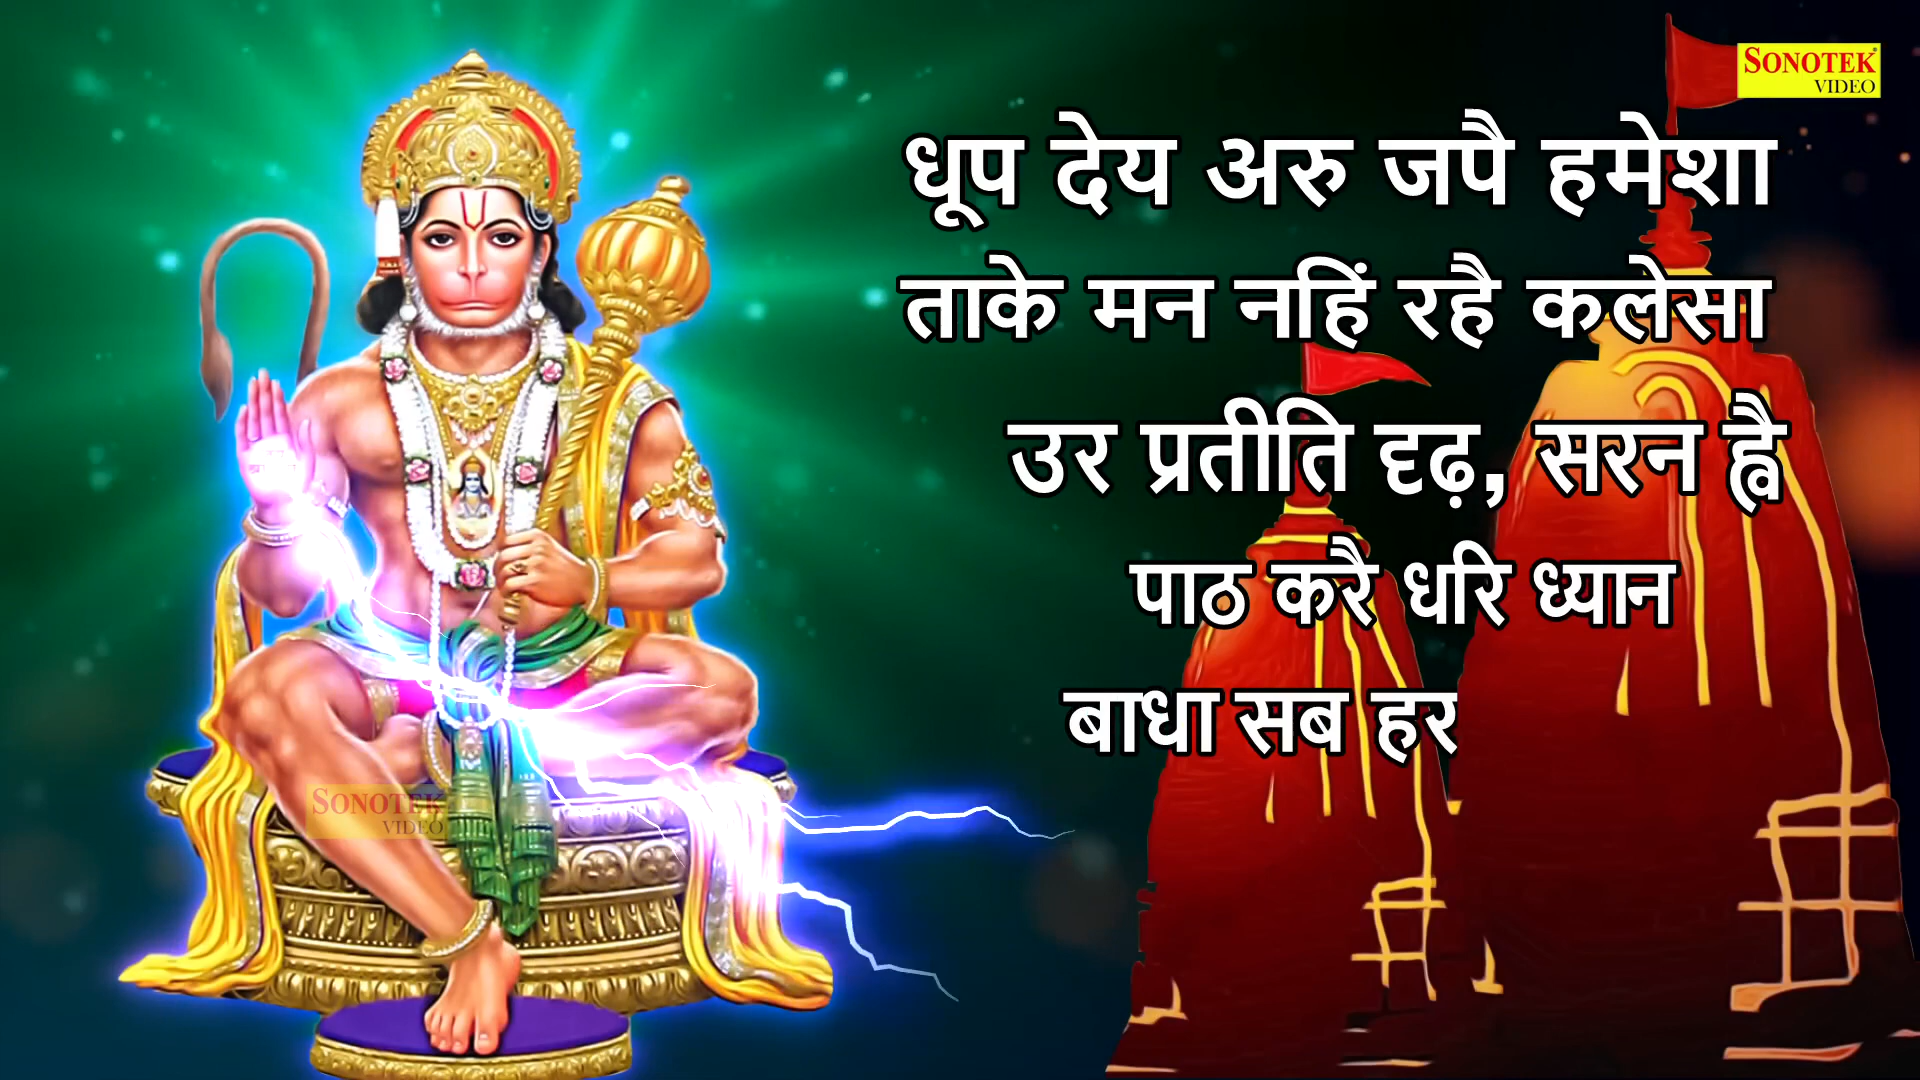 SONOTEK
VIDEO
धूप देय अरु जपै हमेशा
ताके मन नहिं रहै कलेसा
उर प्रतीति दृढ़, सरन ह्वै
पाठ करै धरि ध्यान
बाधा सब हर
SONOTEK
VIDEO